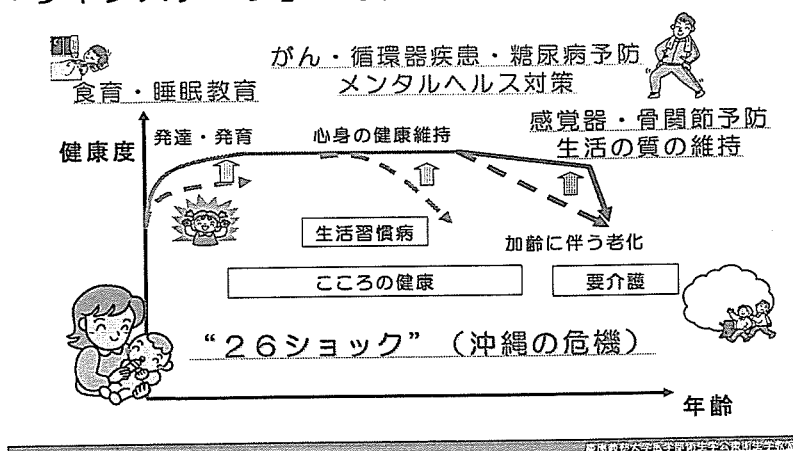 がん・循環器疾患・糖尿病予防
メンタルヘルス対策
食育・睡眠教育
感覚器・骨関節予防
生活の質の維持
健康度
発達・発育
心身の健康維持
生活習慣病
加齢に伴う老化
こころの健康
要介護
“26ショック”(沖縄の危機)
年齢